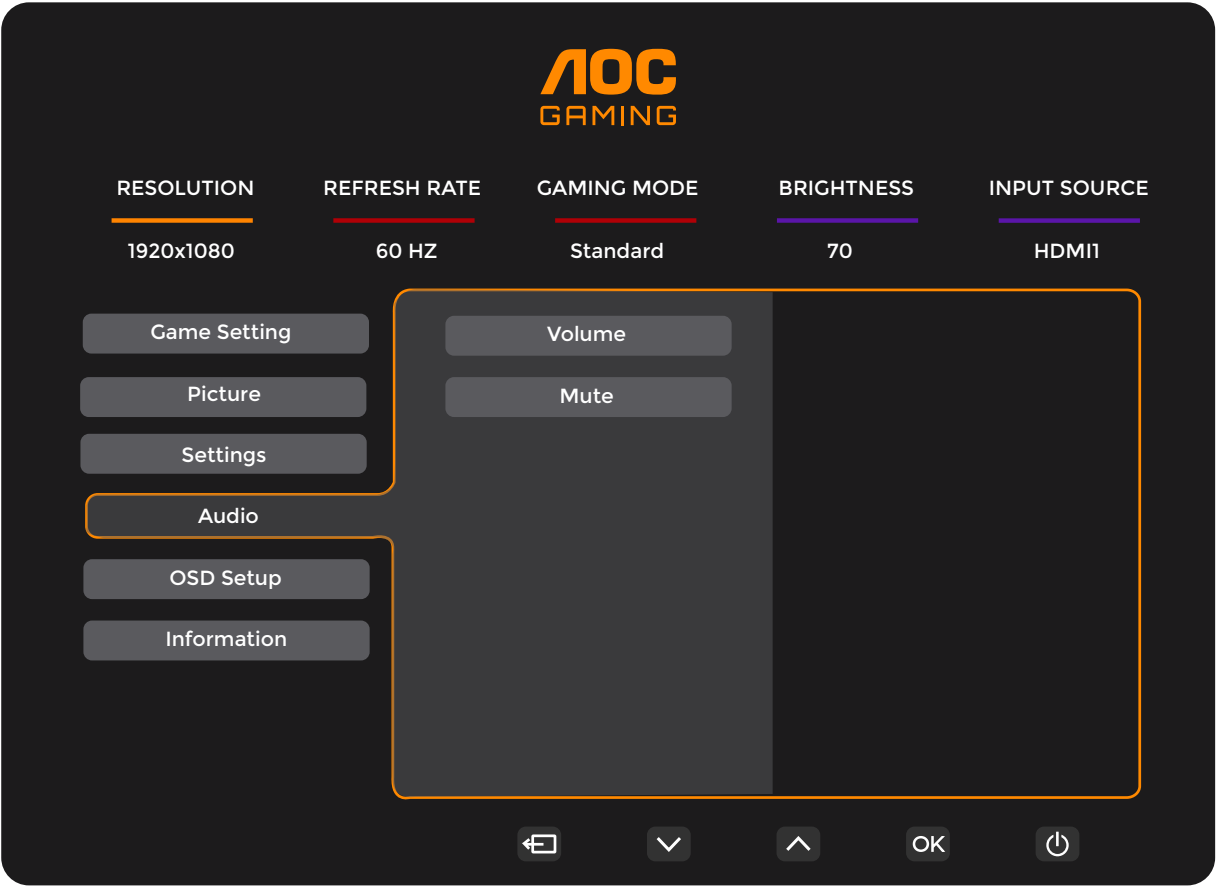 AOC
GAMING
RESOLUTION REFRESH RATE GAMING MODE BRIGHTNESS INPUT SOURCE
1920x1080 60 HZ Standard 70 HDMI1
Game Setting
Volume
Picture
Mute
Settings
Audio
OSD Setup
Information
OK